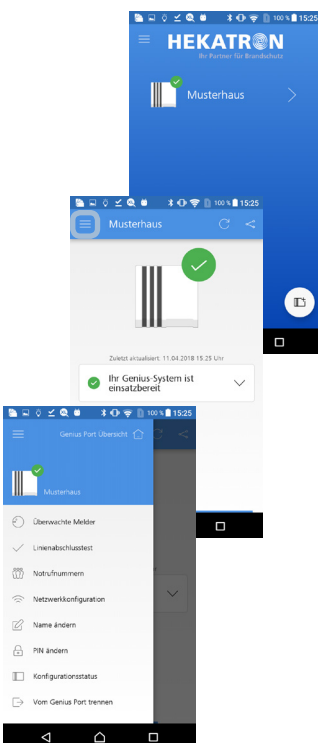 100 % 15:25
HEKATRON
Ihr Partner für Brandschutz
Musterhaus
100 % 15:25
Musterhaus
Zuletzt aktualisiert: 11.04.2018 15:25 Uhr
Ihr Genius-System ist
einsatzbereit
100 % 15:25
Genius Port Übersicht
Musterhaus
Überwachte Melder
Linienabschlusstest
Notrufnummern
Netzwerkkonfiguration
Name ändern
PIN ändern
Konfigurationsstatus
Vom Genius Port trennen